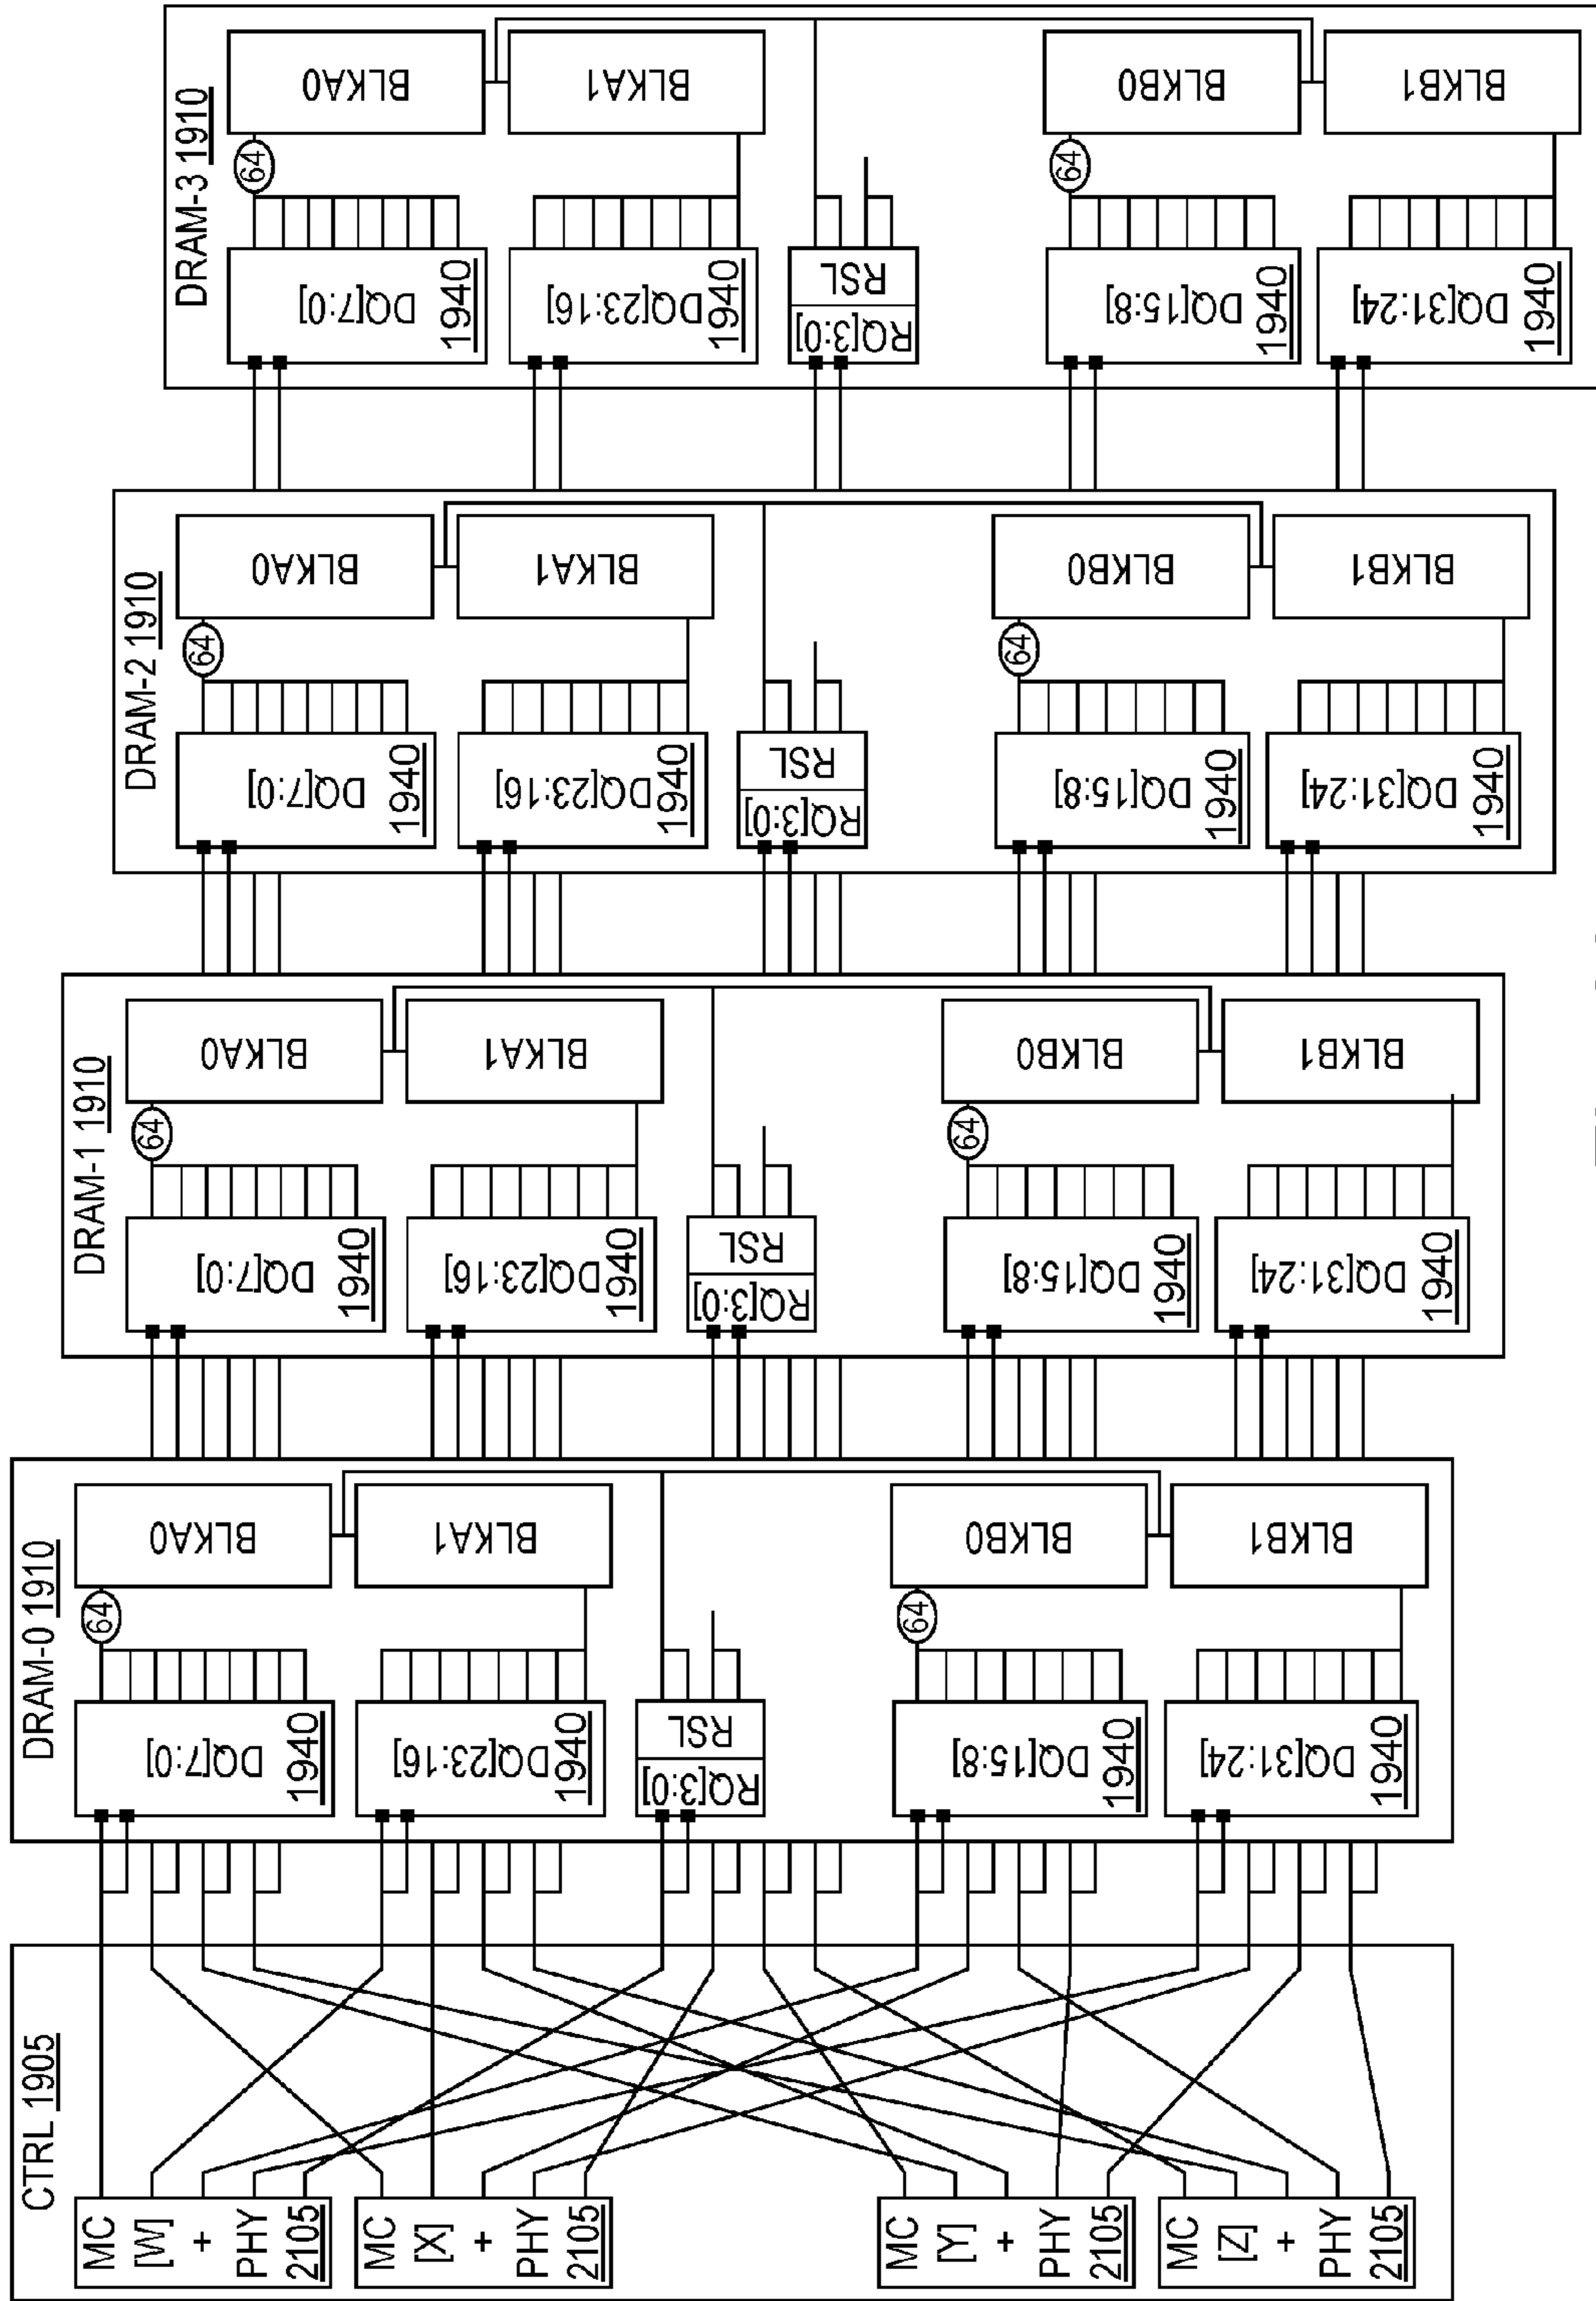 CTRL 1905
MC
[W]
+
PHY
2105
MC
[X]
+
PHY
2105
MC
[Y]
+
PHY
2105
MC
[Z]
+
PHY
2105
DRAM-0 1910
DQ[7:0]
1940
64
BLKA0
DQ[23:16]
1940
BLKA1
RQ[3:0]
RSL
DQ[15:8]
1940
64
BLKB0
DQ[31:24]
1940
BLKB1
DRAM-1 1910
DQ[7:0]
1940
64
BLKA0
DQ[23:16]
1940
BLKA1
RQ[3:0]
RSL
DQ[15:8]
1940
64
BLKB0
DQ[31:24]
1940
BLKB1
DRAM-2 1910
DQ[7:0]
1940
64
BLKA0
DQ[23:16]
1940
BLKA1
RQ[3:0]
RSL
DQ[15:8]
1940
64
BLKB0
DQ[31:24]
1940
BLKB1
DRAM-3 1910
DQ[7:0]
1940
64
BLKA0
DQ[23:16]
1940
BLKA1
RQ[3:0]
RSL
DQ[15:8]
1940
64
BLKB0
DQ[31:24]
1940
BLKB1